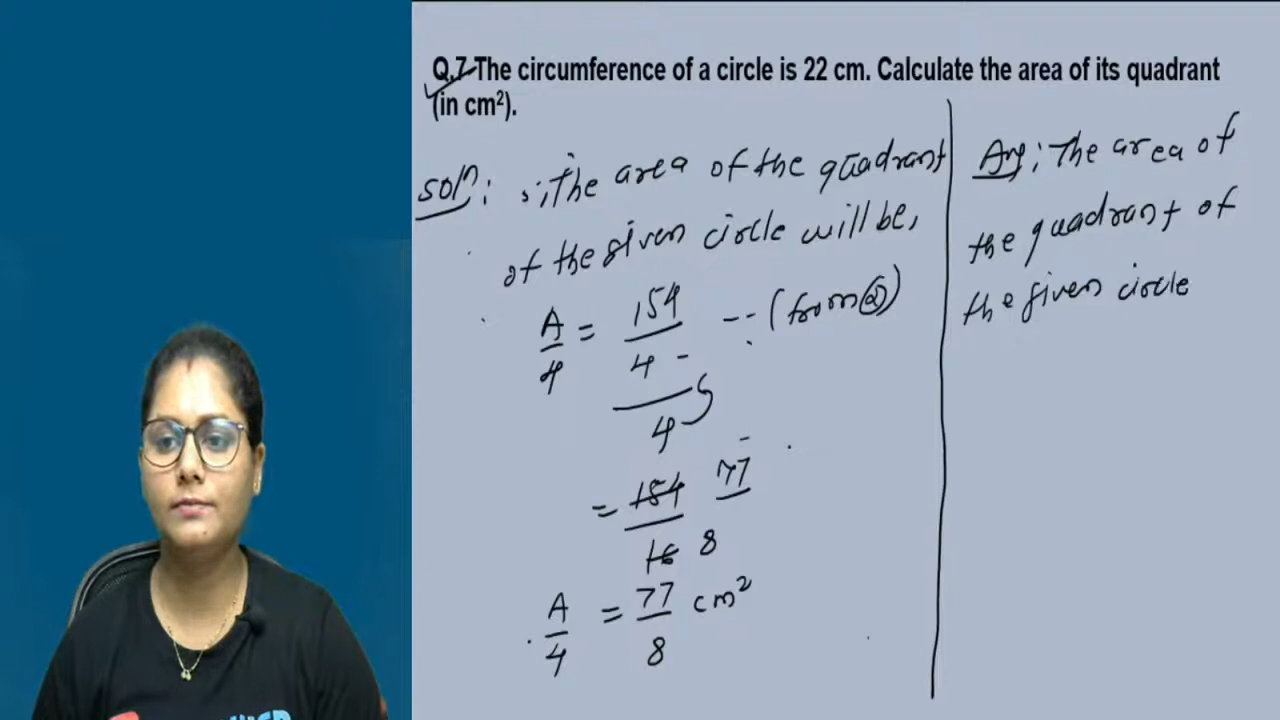 Q.7 The circumference of a circle is 22 cm. Calculate the area of its quadrant
(in cm²).
Soln: ∴ The area of the quadrant
of the given circle will be,
A/4 = 154/4 / 4 -- (from ②)
= 154/16 77/8
A/4 = 77/8 cm²
Ans: The area of
the quadrant of
the given circle